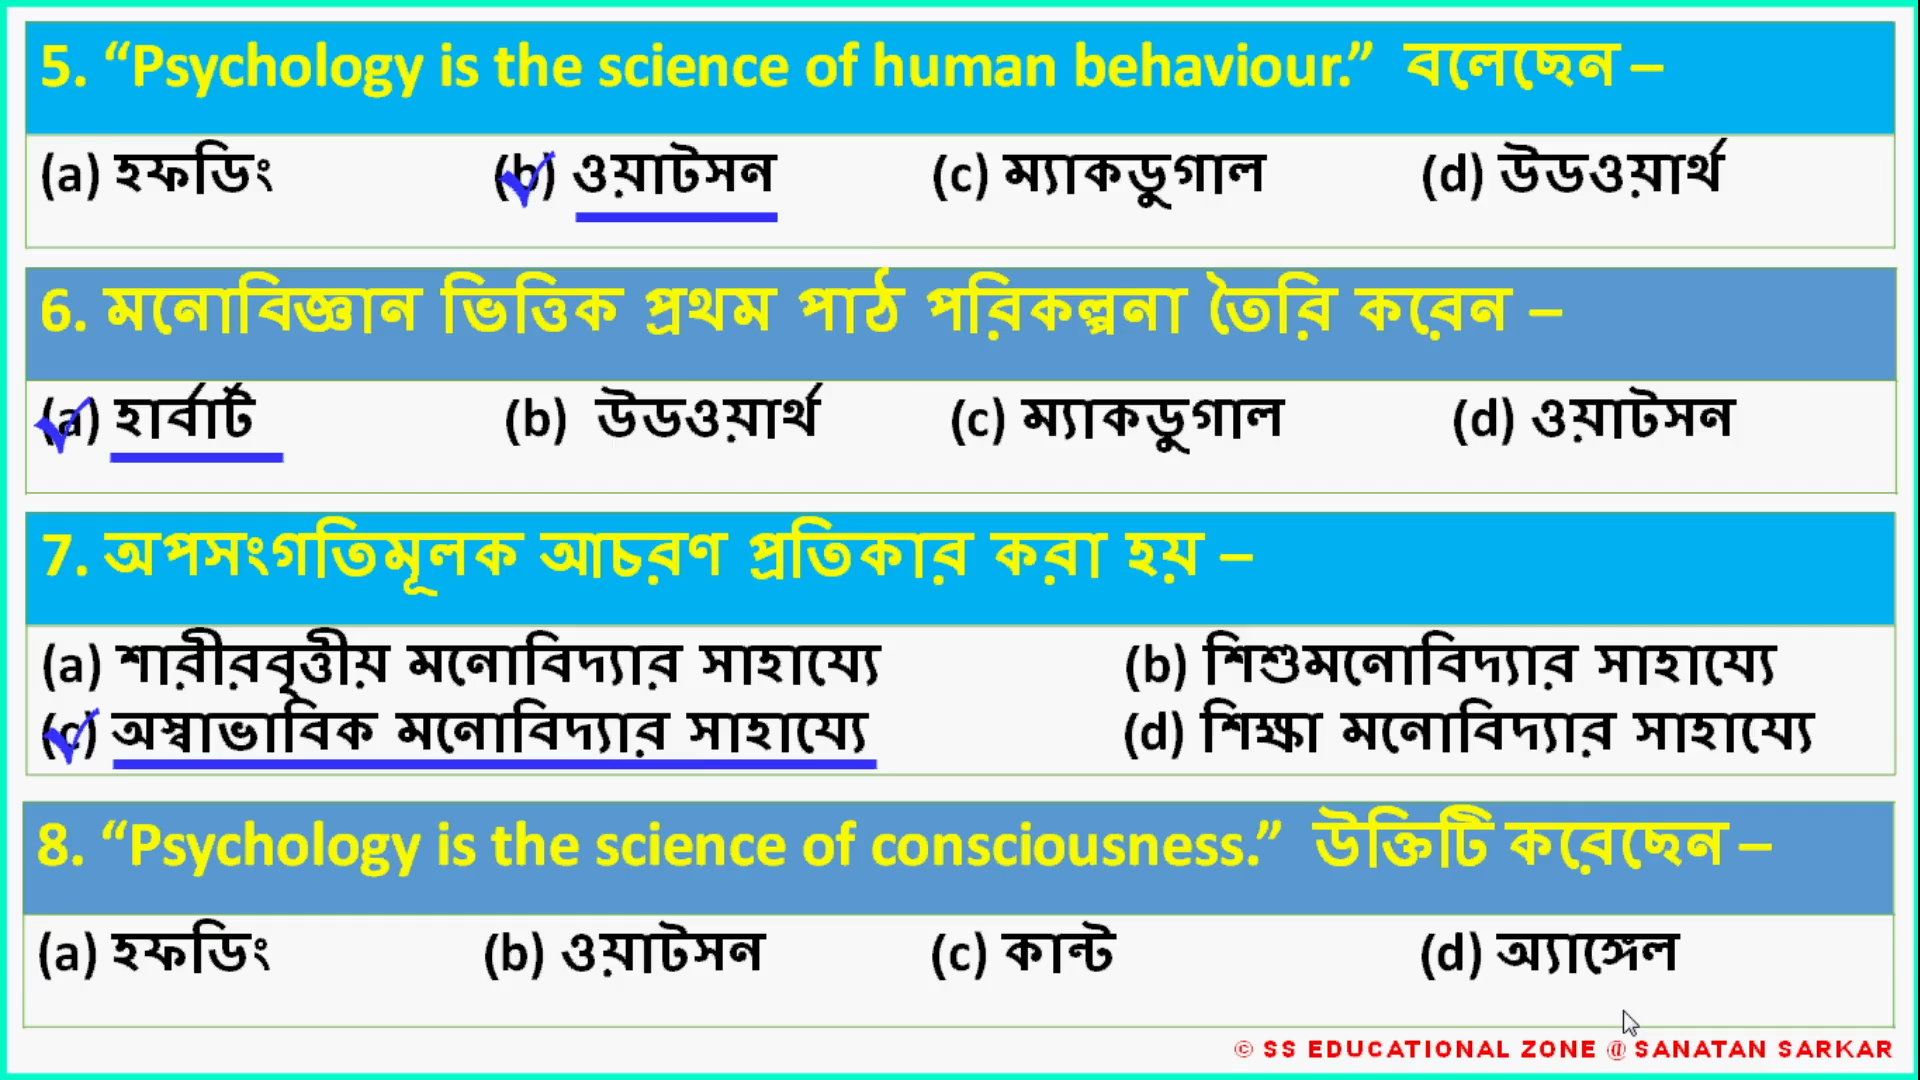 5. “Psychology is the science of human behaviour.” বলেছেন –
(a) হফডিং (b) ওয়াটসন (c) ম্যাকডুগাল (d) উডওয়ার্থ
6. মনোবিজ্ঞান ভিত্তিক প্রথম পাঠ পরিকল্পনা তৈরি করেন –
(a) হার্বার্ট (b) উডওয়ার্থ (c) ম্যাকডুগাল (d) ওয়াটসন
7. অপসংগতিমূলক আচরণ প্রতিকার করা হয় –
(a) শারীরবৃত্তীয় মনোবিদ্যার সাহায্যে (b) শিশুমনোবিদ্যার সাহায্যে
(c) অস্বাভাবিক মনোবিদ্যার সাহায্যে (d) শিক্ষা মনোবিদ্যার সাহায্যে
8. “Psychology is the science of consciousness.” উক্তিটি করেছেন –
(a) হফডিং (b) ওয়াটসন (c) কান্ট (d) অ্যাঙ্গেল
© SS EDUCATIONAL ZONE @ SANATAN SARKAR